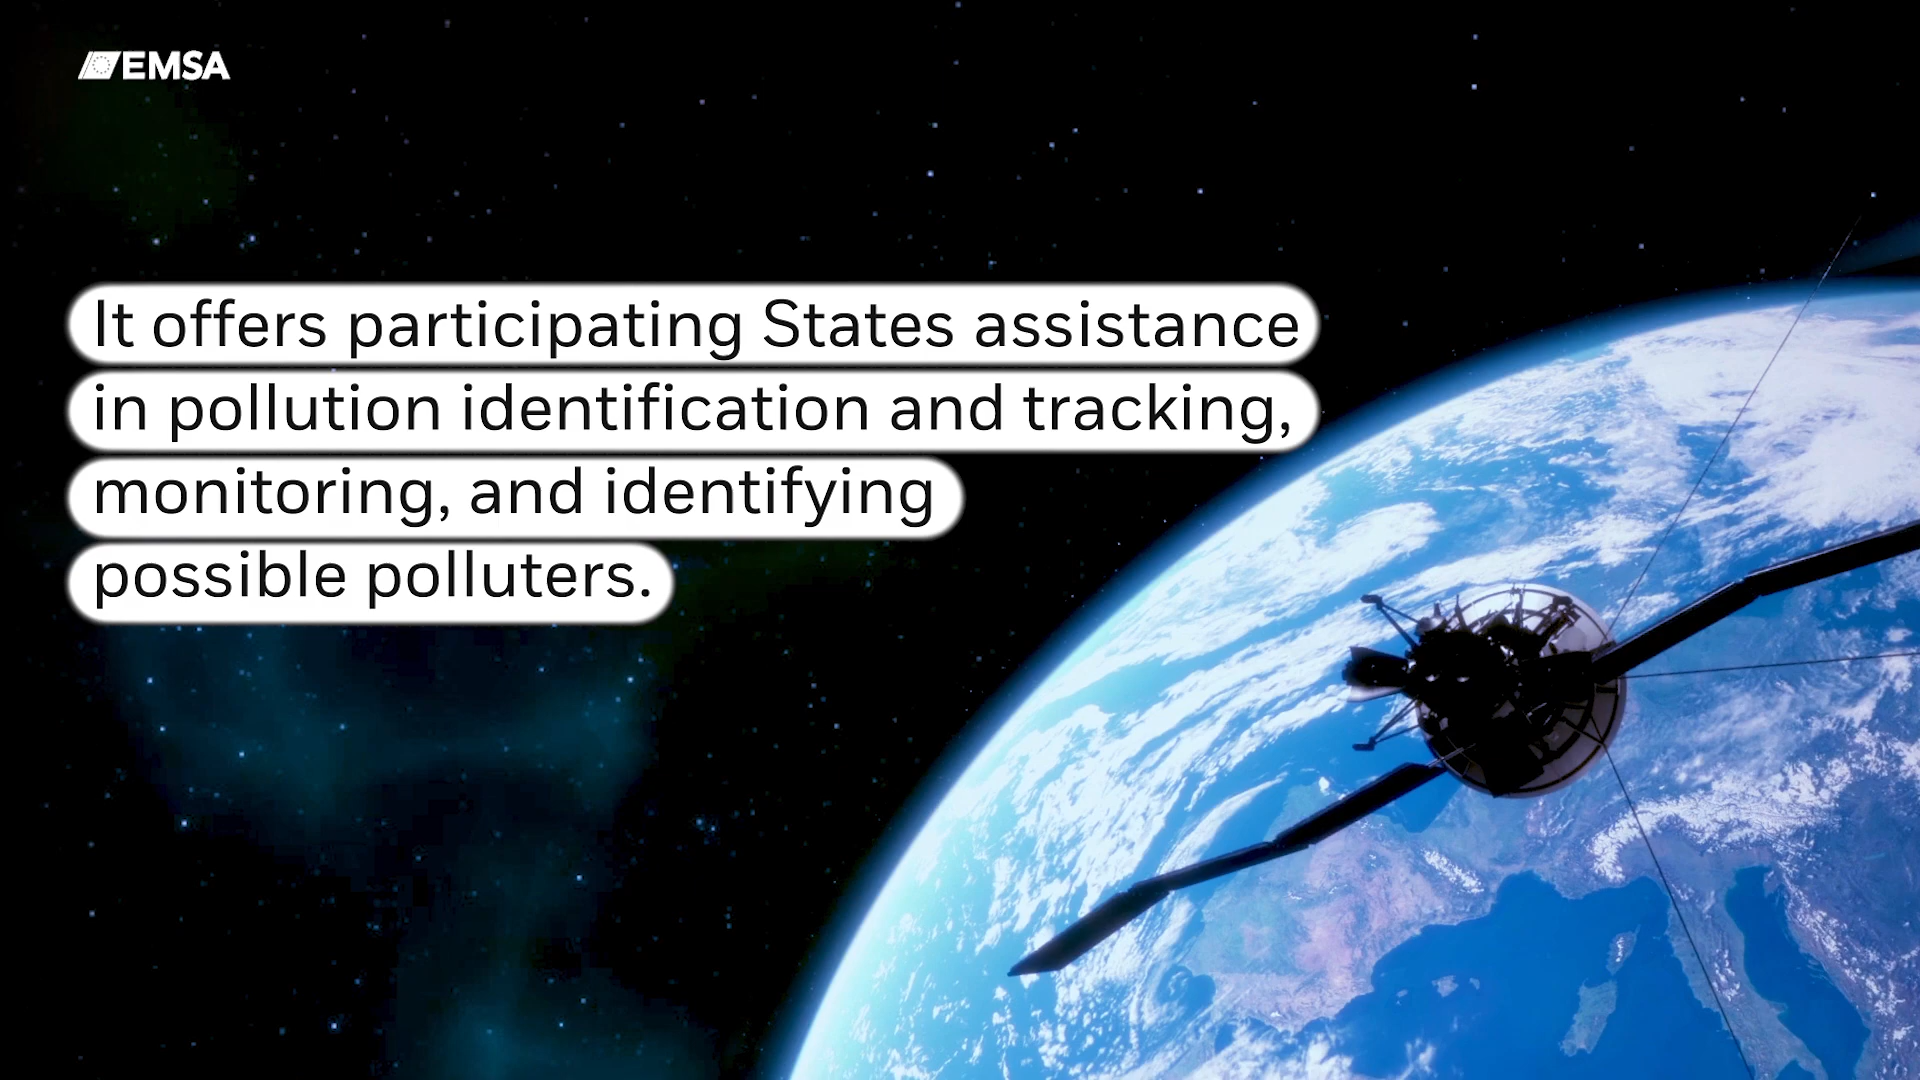 EMSA
It offers participating States assistance
in pollution identification and tracking,
monitoring, and identifying
possible polluters.